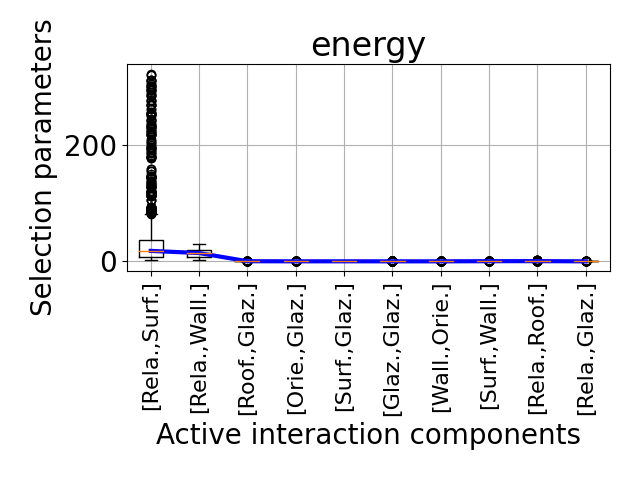 energy
Selection parameters
200
0
[Rela.,Surf.]
[Rela.,Wall.]
[Roof.,Glaz.]
[Orie.,Glaz.]
[Surf.,Glaz.]
[Glaz.,Glaz.]
[Wall.,Orie.]
[Surf.,Wall.]
[Rela.,Roof.]
[Rela.,Glaz.]
Active interaction components